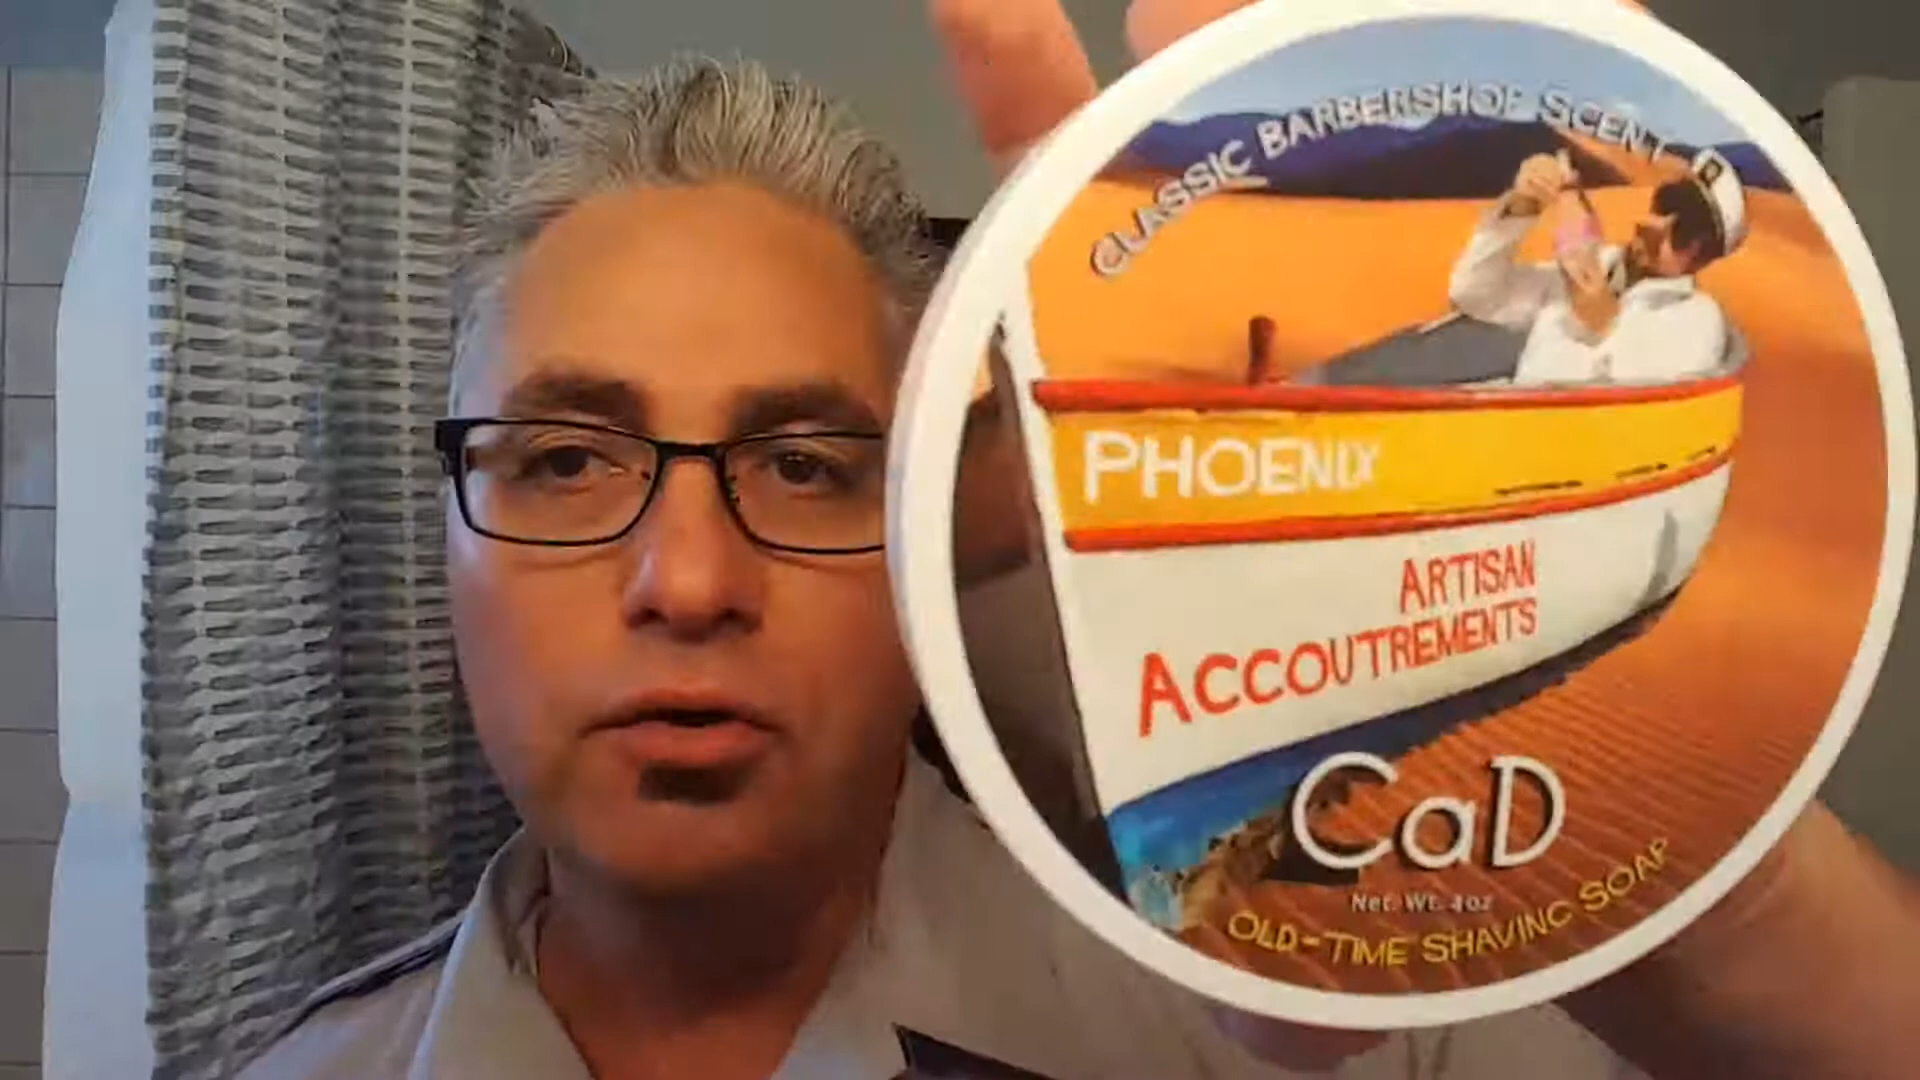 CLASSIC BARBERSHOP SCENT
PHOENIX
ARTISAN
ACCOUTREMENTS
CaD
Net. Wt. 4oz
OLD-TIME SHAVING SOAP